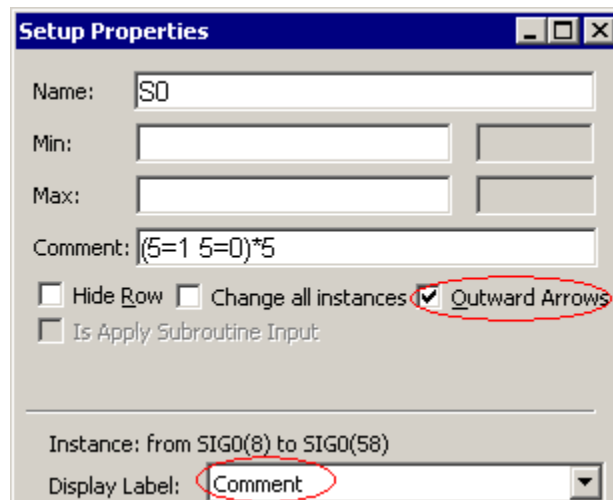 Setup Properties
Name: S0
Min:
Max:
Comment: (5=1 5=0)*5
Hide Row Change all instances Outward Arrows
Is Apply Subroutine Input
Instance: from SIG0(8) to SIG0(58)
Display Label: Comment